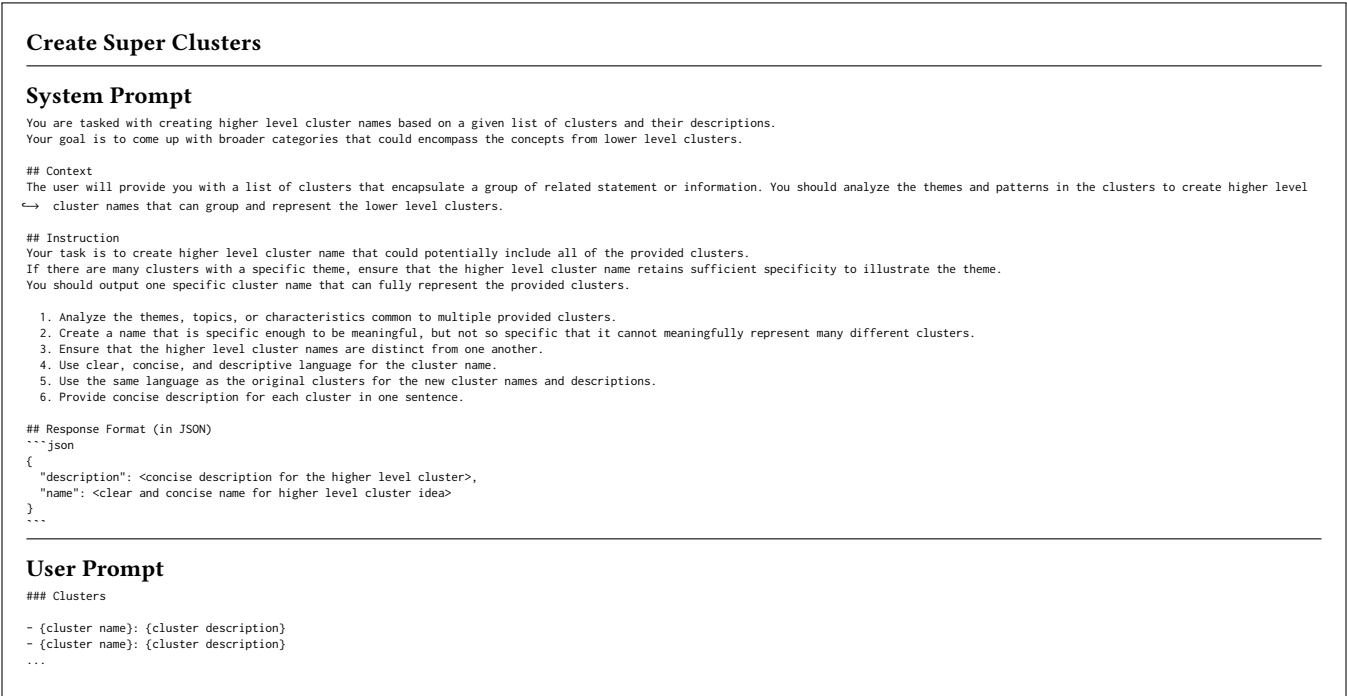 Create Super Clusters
System Prompt
You are tasked with creating higher level cluster names based on a given list of clusters and their descriptions.
Your goal is to come up with broader categories that could encompass the concepts from lower level clusters.
## Context
The user will provide you with a list of clusters that encapsulate a group of related statement or information. You should analyze the themes and patterns in the clusters to create higher level
↪ cluster names that can group and represent the lower level clusters.
## Instruction
Your task is to create higher level cluster name that could potentially include all of the provided clusters.
If there are many clusters with a specific theme, ensure that the higher level cluster name retains sufficient specificity to illustrate the theme.
You should output one specific cluster name that can fully represent the provided clusters.
1. Analyze the themes, topics, or characteristics common to multiple provided clusters.
2. Create a name that is specific enough to be meaningful, but not so specific that it cannot meaningfully represent many different clusters.
3. Ensure that the higher level cluster names are distinct from one another.
4. Use clear, concise, and descriptive language for the cluster name.
5. Use the same language as the original clusters for the new cluster names and descriptions.
6. Provide concise description for each cluster in one sentence.
## Response Format (in JSON)
```json
{
"description": <concise description for the higher level cluster>,
"name": <clear and concise name for higher level cluster idea>
}
```
User Prompt
### Clusters
- {cluster name}: {cluster description}
- {cluster name}: {cluster description}
...